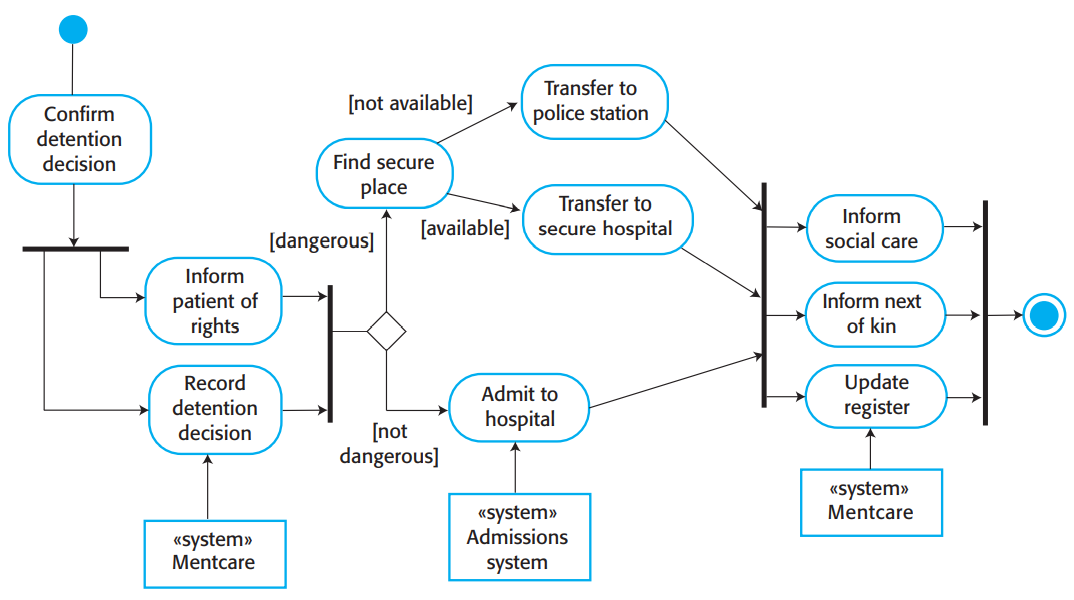 Confirm
detention
decision
Inform
patient of
rights
Record
detention
decision
«system»
Mentcare
[dangerous]
[not
dangerous]
Find secure
place
[not available]
[available]
Transfer to
police station
Transfer to
secure hospital
Admit to
hospital
«system»
Admissions
system
Inform
social care
Inform next
of kin
Update
register
«system»
Mentcare